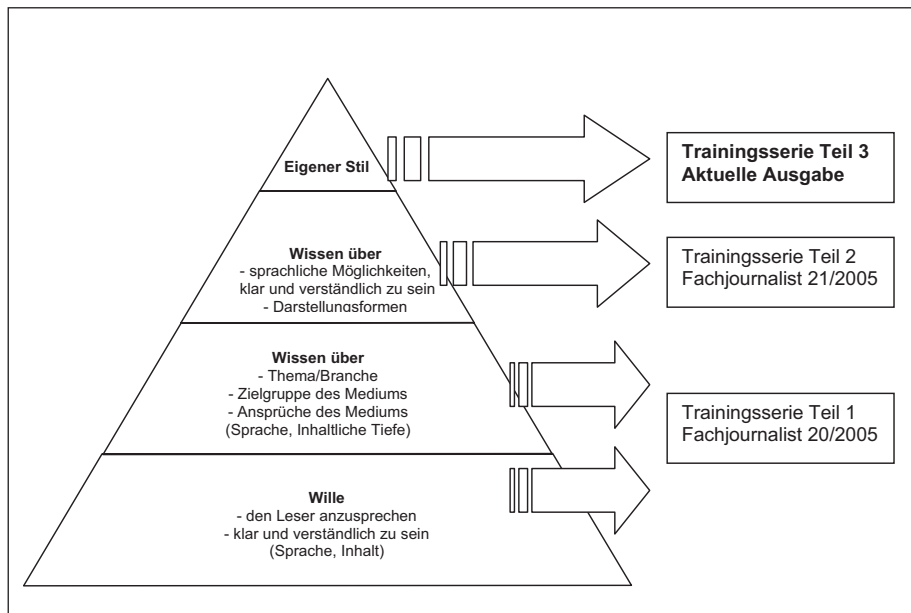 Eigener Stil
Trainingsserie Teil 3
Aktuelle Ausgabe
Wissen über
- sprachliche Möglichkeiten,
klar und verständlich zu sein
- Darstellungsformen
Trainingsserie Teil 2
Fachjournalist 21/2005
Wissen über
- Thema/Branche
- Zielgruppe des Mediums
- Ansprüche des Mediums
(Sprache, Inhaltliche Tiefe)
Trainingsserie Teil 1
Fachjournalist 20/2005
Wille
- den Leser anzusprechen
- klar und verständlich zu sein
(Sprache, Inhalt)